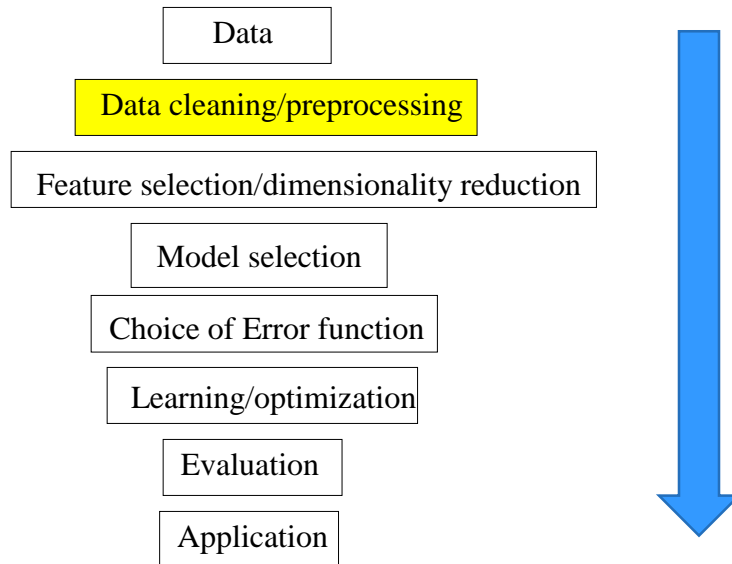 Data
Data cleaning/preprocessing
Feature selection/dimensionality reduction
Model selection
Choice of Error function
Learning/optimization
Evaluation
Application